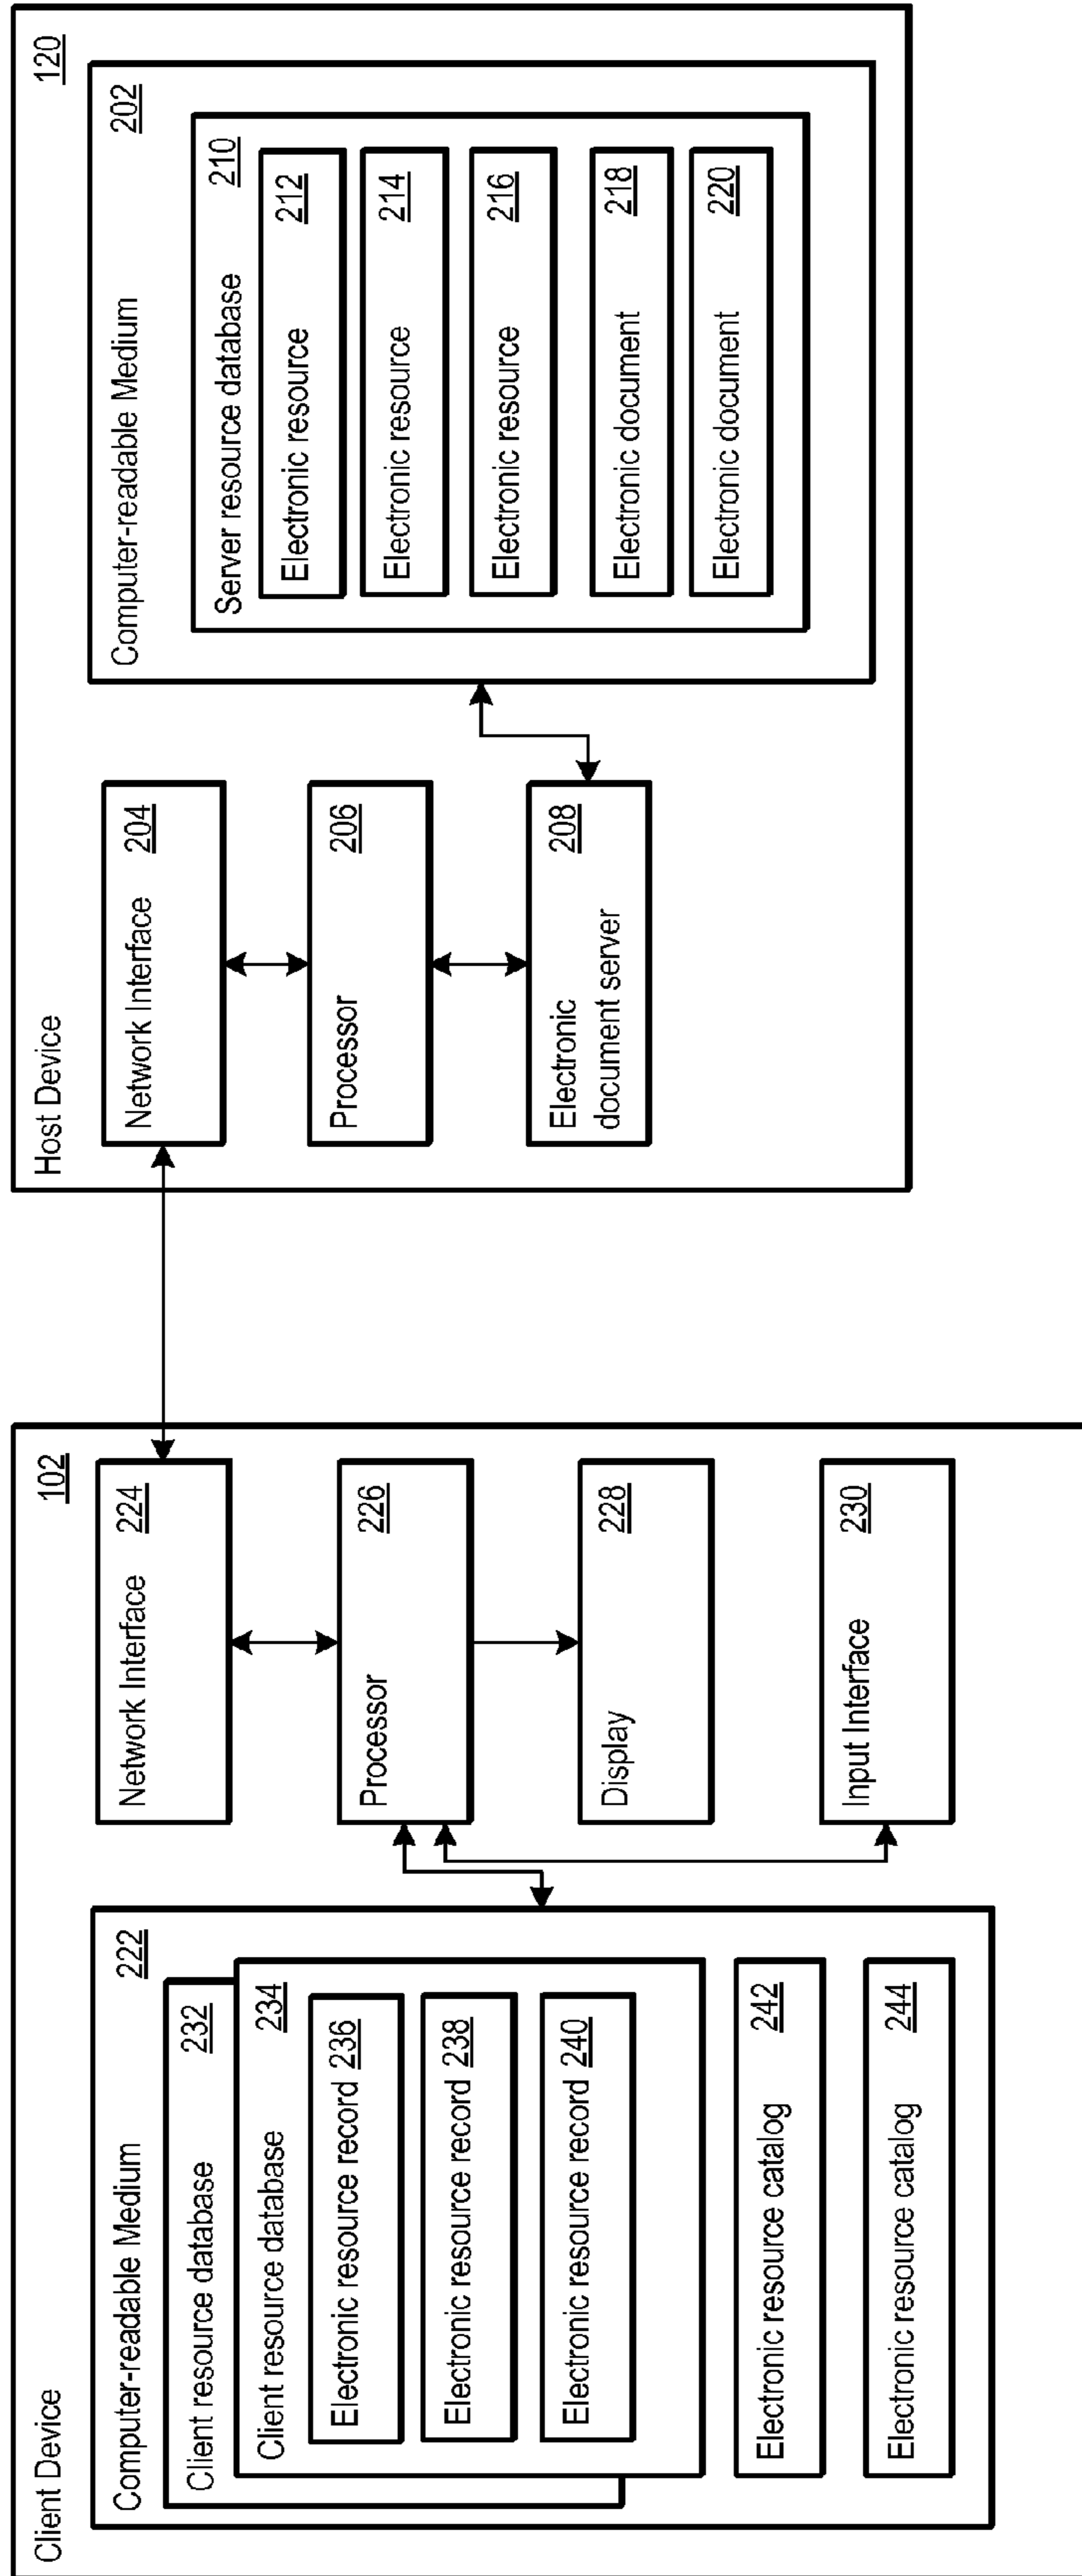 Client Device
102
Computer-readable Medium
222
Client resource database
232
Client resource database
234
Electronic resource record 236
Electronic resource record 238
Electronic resource record 240
Electronic resource catalog
242
Electronic resource catalog
244
Network Interface
224
Processor
226
Display
228
Input Interface
230
Host Device
120
Network Interface
204
Processor
206
Electronic
document server
208
Computer-readable Medium
202
Server resource database
210
Electronic resource
212
Electronic resource
214
Electronic resource
216
Electronic document
218
Electronic document
220